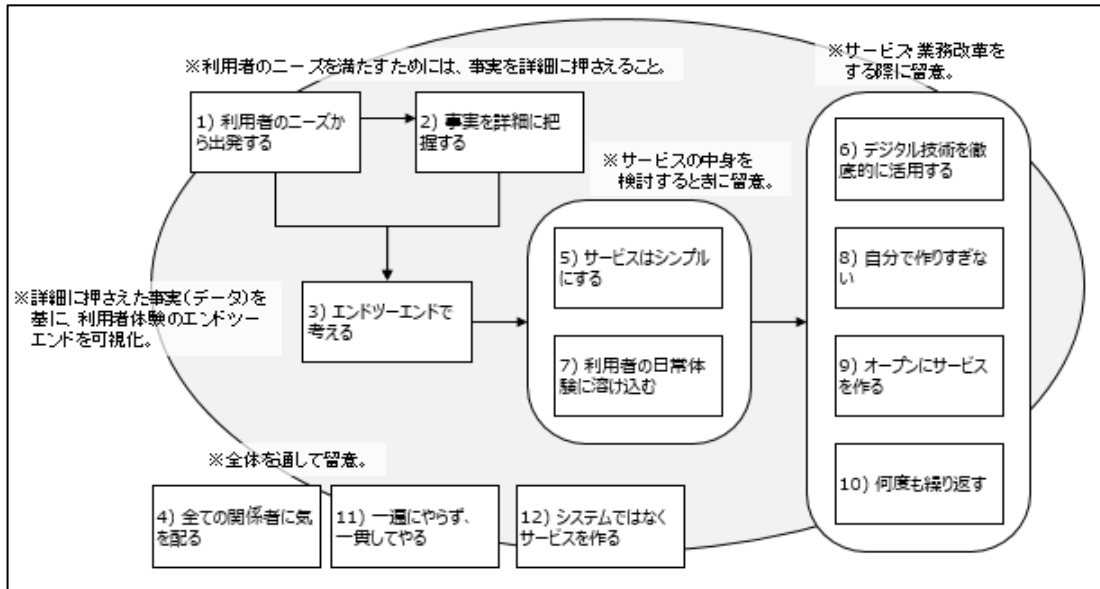 ※利用者のニーズを満たすためには、事実を詳細に押さえること。
1) 利用者のニーズか
ら出発する
2) 事実を詳細に把
握する
※詳細に押さえた事実(データ)を
基に、利用者体験のエンドツー
エンドを可視化。
3) エンドツーエンドで
考える
※サービスの中身を
検討するときに留意。
5) サービスはシンプル
にする
7) 利用者の日常体
験に溶け込む
※サービス・業務改革を
する際に留意。
6) デジタル技術を徹
底的に活用する
8) 自分で作りすぎな
い
9) オープンにサービス
を作る
10) 何度も繰り返す
※全体を通して留意。
4) 全ての関係者に気
を配る
11) 一遍にやらず、
一貫してやる
12) システムではなく
サービスを作る